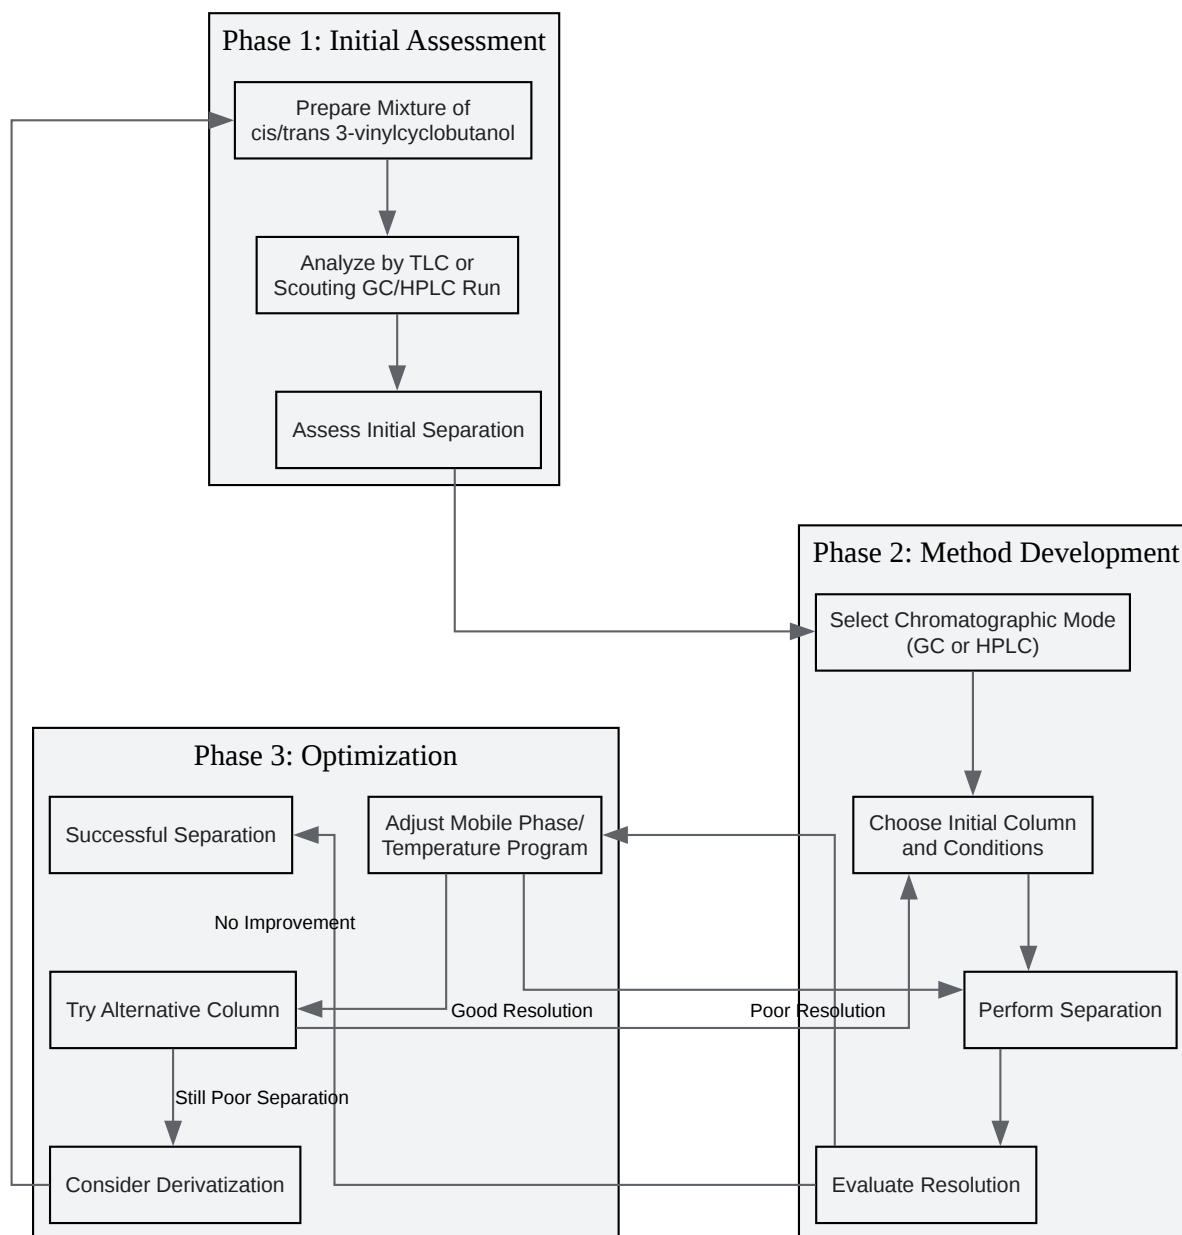 Phase 1: Initial Assessment
Prepare Mixture of
cis/trans 3-vinylcyclobutanol
Analyze by TLC or
Scouting GC/HPLC Run
Assess Initial Separation
Phase 2: Method Development
Select Chromatographic Mode
(GC or HPLC)
Choose Initial Column
and Conditions
Perform Separation
Poor Resolution
Evaluate Resolution
Phase 3: Optimization
Successful Separation
Adjust Mobile Phase/
Temperature Program
No Improvement
Try Alternative Column
Good Resolution
Still Poor Separation
Consider Derivatization